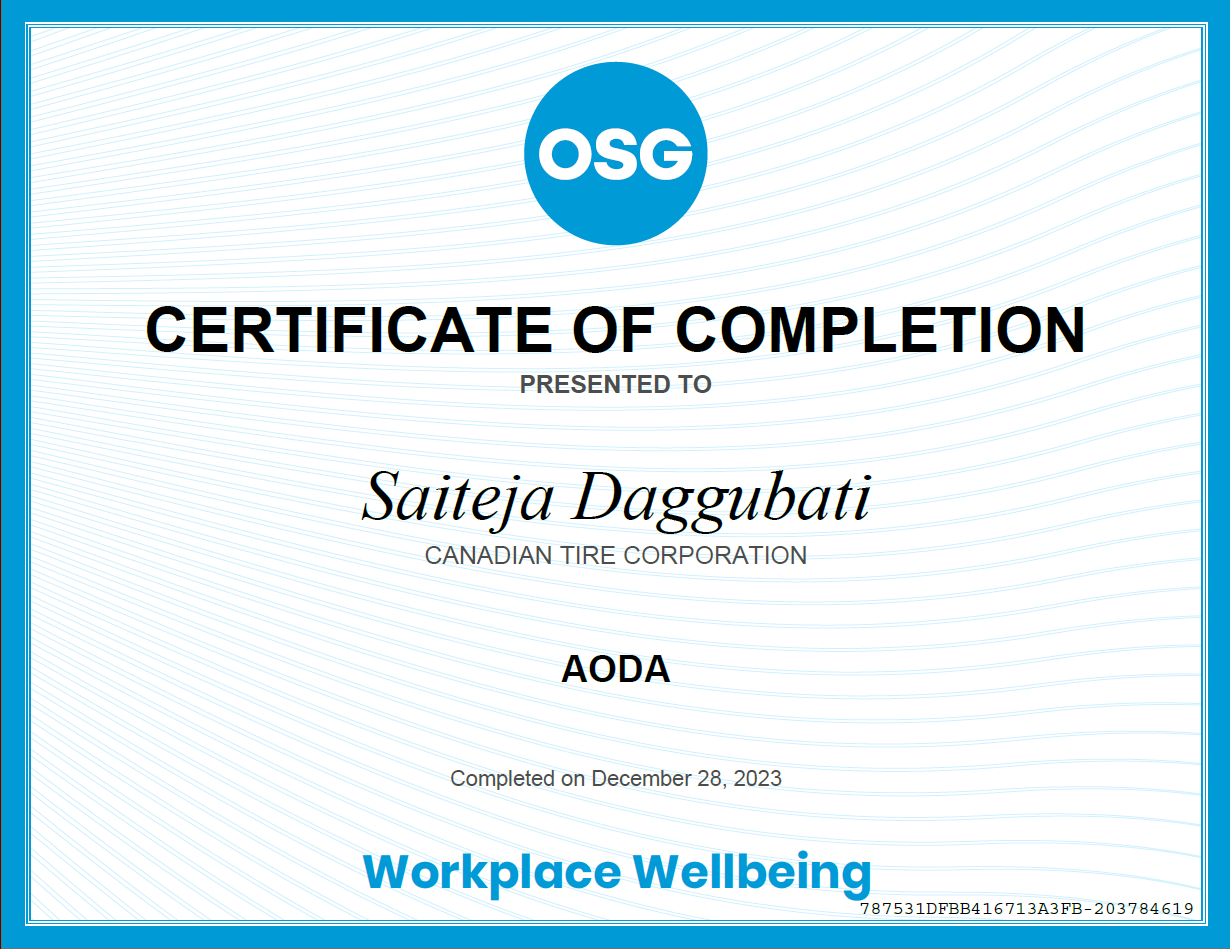 OSG
CERTIFICATE OF COMPLETION
PRESENTED TO
Saiteja Daggubati
CANADIAN TIRE CORPORATION
AODA
Completed on December 28, 2023
Workplace Wellbeing
787531DFBB416713A3FB-203784619